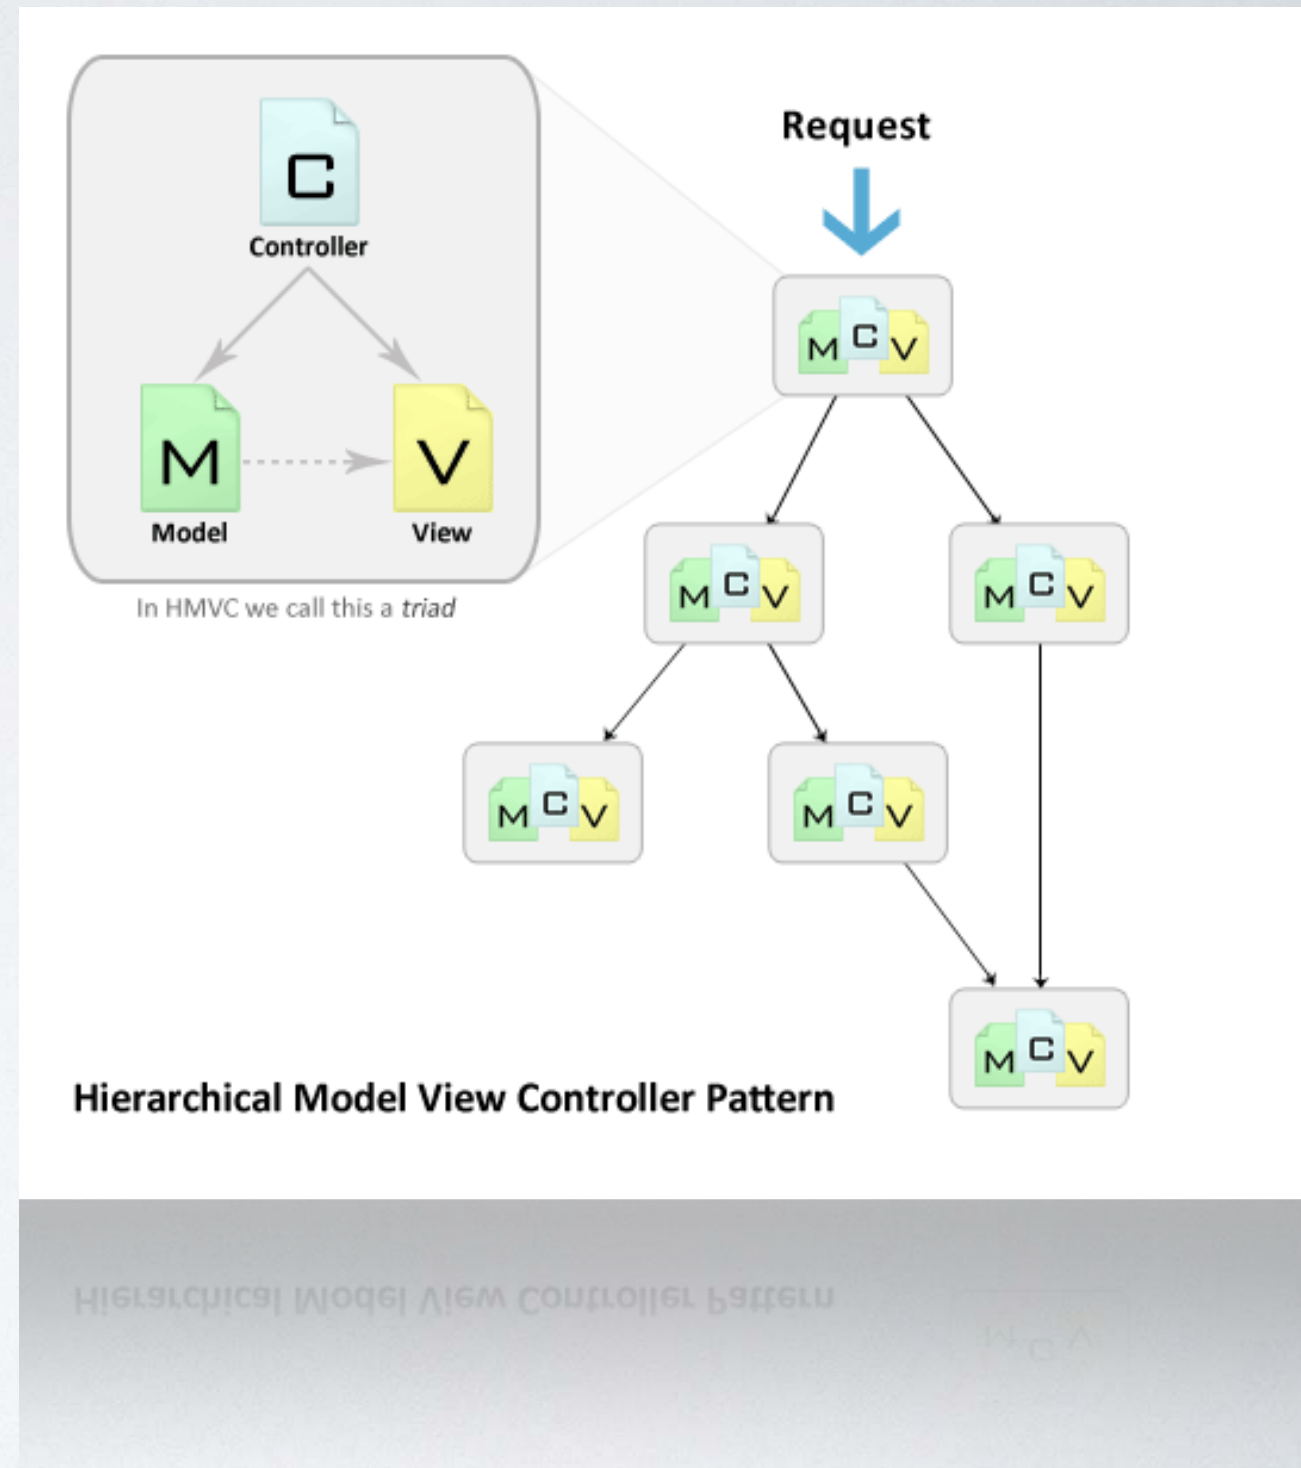 C
Controller
M
Model
V
View
In HMVC we call this a triad
Request
M C V
M C V
M C V
M C V
M C V
M C V
Hierarchical Model View Controller Pattern